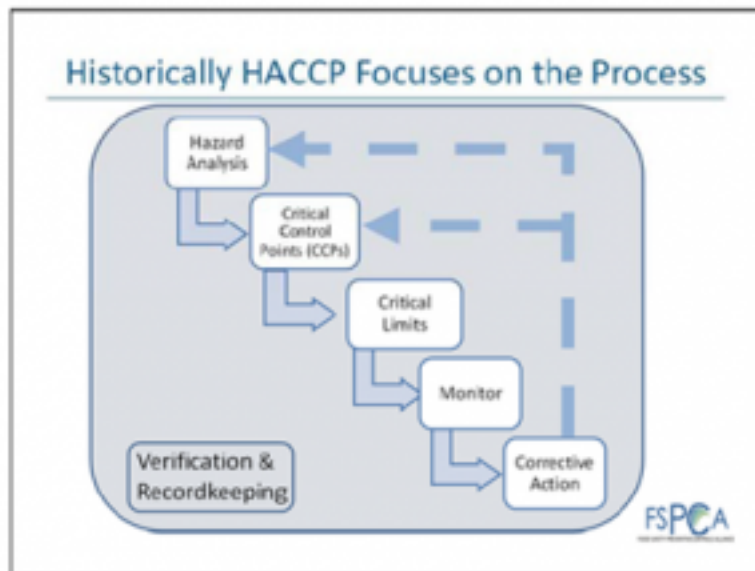 Historically HACCP Focuses on the Process
Hazard
Analysis
Critical
Control
Points (CCPs)
Critical
Limits
Monitor
Corrective
Action
Verification &
Recordkeeping
FSPCA